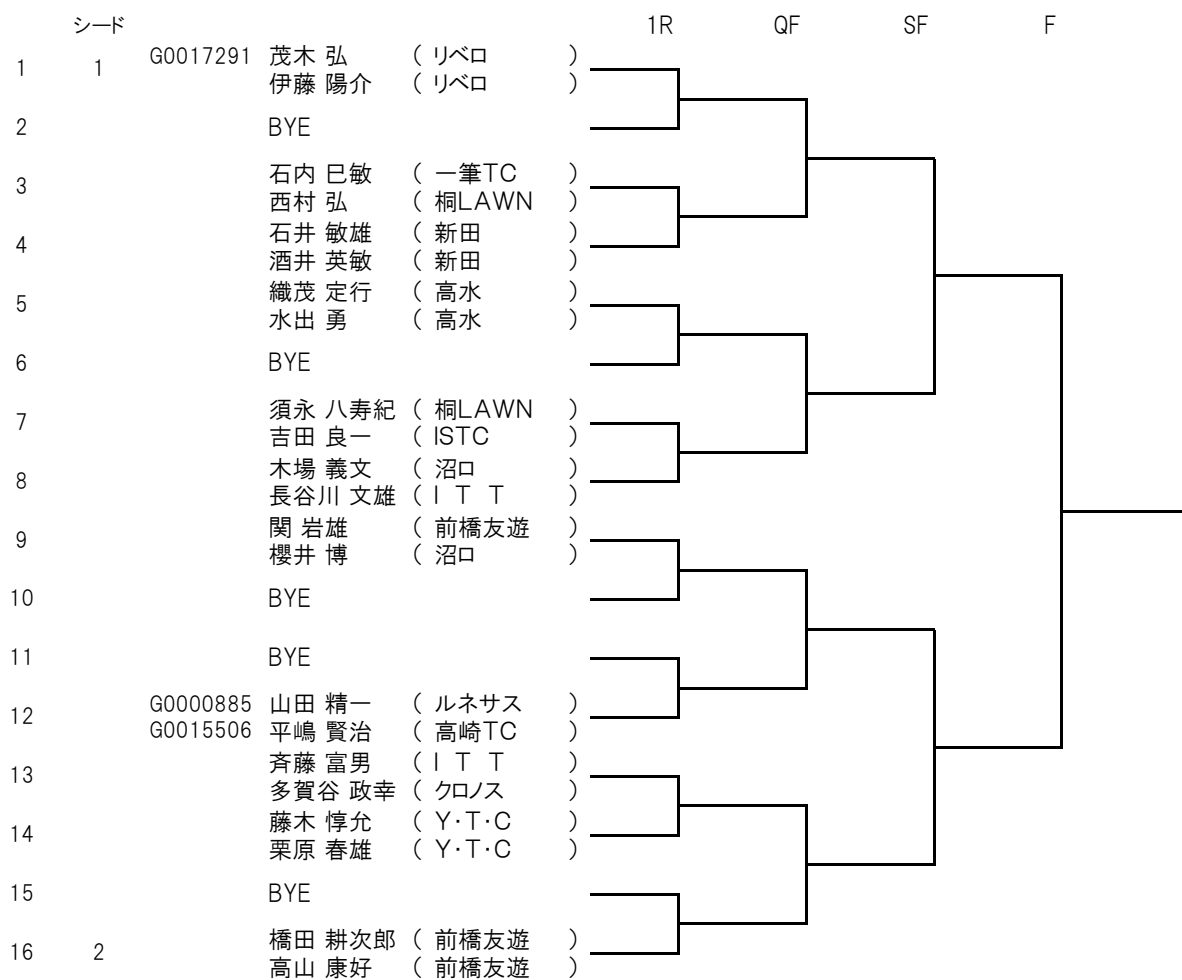 シード 1R QF SF F
1 1 G0017291 茂木 弘 ( リベロ )
伊藤 陽介 ( リベロ )
2 BYE
3 石内 巳敏 ( 一筆TC )
西村 弘 ( 桐LAWN )
4 石井 敏雄 ( 新田 )
酒井 英敏 ( 新田 )
5 織茂 定行 ( 高水 )
水出 勇 ( 高水 )
6 BYE
7 須永 八寿紀 ( 桐LAWN )
吉田 良一 ( ISTC )
8 木場 義文 ( 沼ロ )
長谷川 文雄 ( I T T )
9 関 岩雄 ( 前橋友遊 )
櫻井 博 ( 沼ロ )
10 BYE
11 BYE
12 G0000885 山田 精一 ( ルネサス )
G0015506 平嶋 賢治 ( 高崎TC )
13 斉藤 富男 ( I T T )
多賀谷 政幸 ( クロノス )
14 藤木 惇允 ( Y・T・C )
栗原 春雄 ( Y・T・C )
15 BYE
16 2 橋田 耕次郎 ( 前橋友遊 )
高山 康好 ( 前橋友遊 )